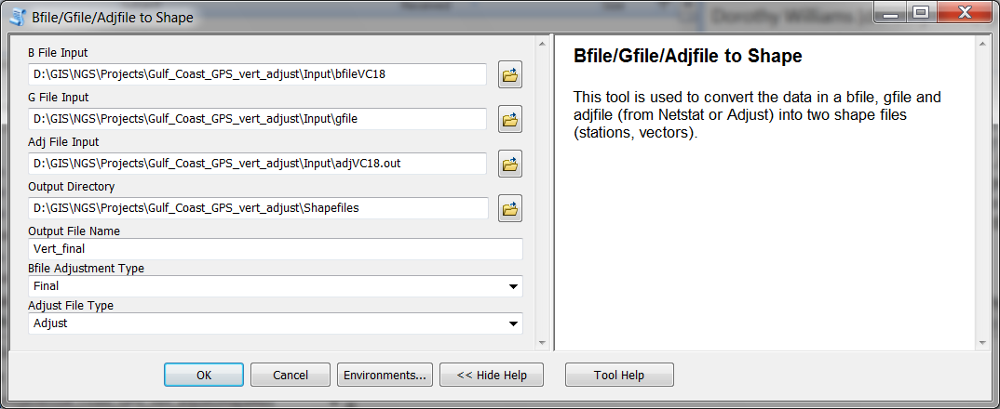 Bfile/Gfile/Adjfile to Shape
Dorothy Williams
B File Input
D:\GIS\NGS\Projects\Gulf_Coast_GPS_vert_adjust\Input\bfileVC18
G File Input
D:\GIS\NGS\Projects\Gulf_Coast_GPS_vert_adjust\Input\gfile
Adj File Input
D:\GIS\NGS\Projects\Gulf_Coast_GPS_vert_adjust\Input\adjVC18.out
Output Directory
D:\GIS\NGS\Projects\Gulf_Coast_GPS_vert_adjust\Shapefiles
Output File Name
Vert_final
Bfile Adjustment Type
Final
Adjust File Type
Adjust
Bfile/Gfile/Adjfile to Shape
This tool is used to convert the data in a bfile, gfile and
adjfile (from Netstat or Adjust) into two shape files
(stations, vectors).
OK
Cancel
Environments...
<< Hide Help
Tool Help